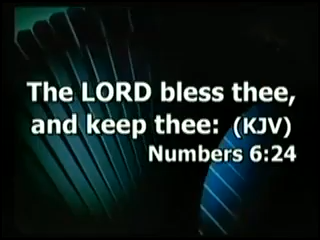 The LORD bless thee,
and keep thee: (KJV)
Numbers 6:24